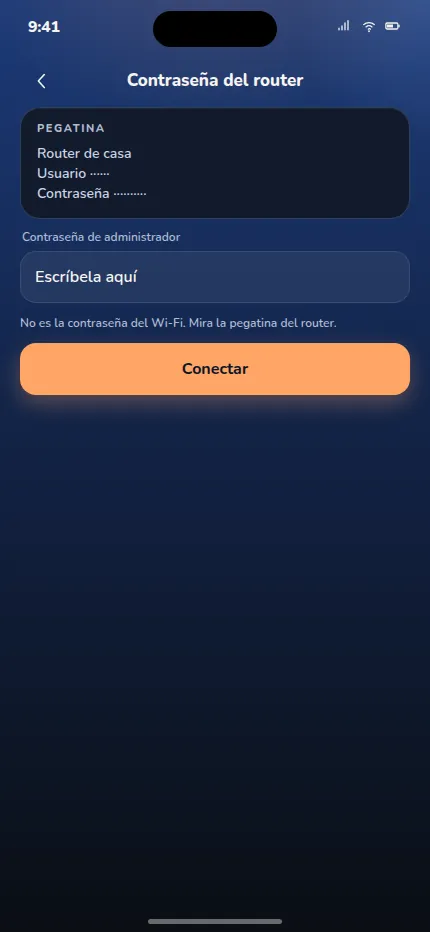 9:41
Contraseña del router
PEGATINA
Router de casa
Usuario ······
Contraseña ··········
Contraseña de administrador
Escríbela aquí
No es la contraseña del Wi-Fi. Mira la pegatina del router.
Conectar